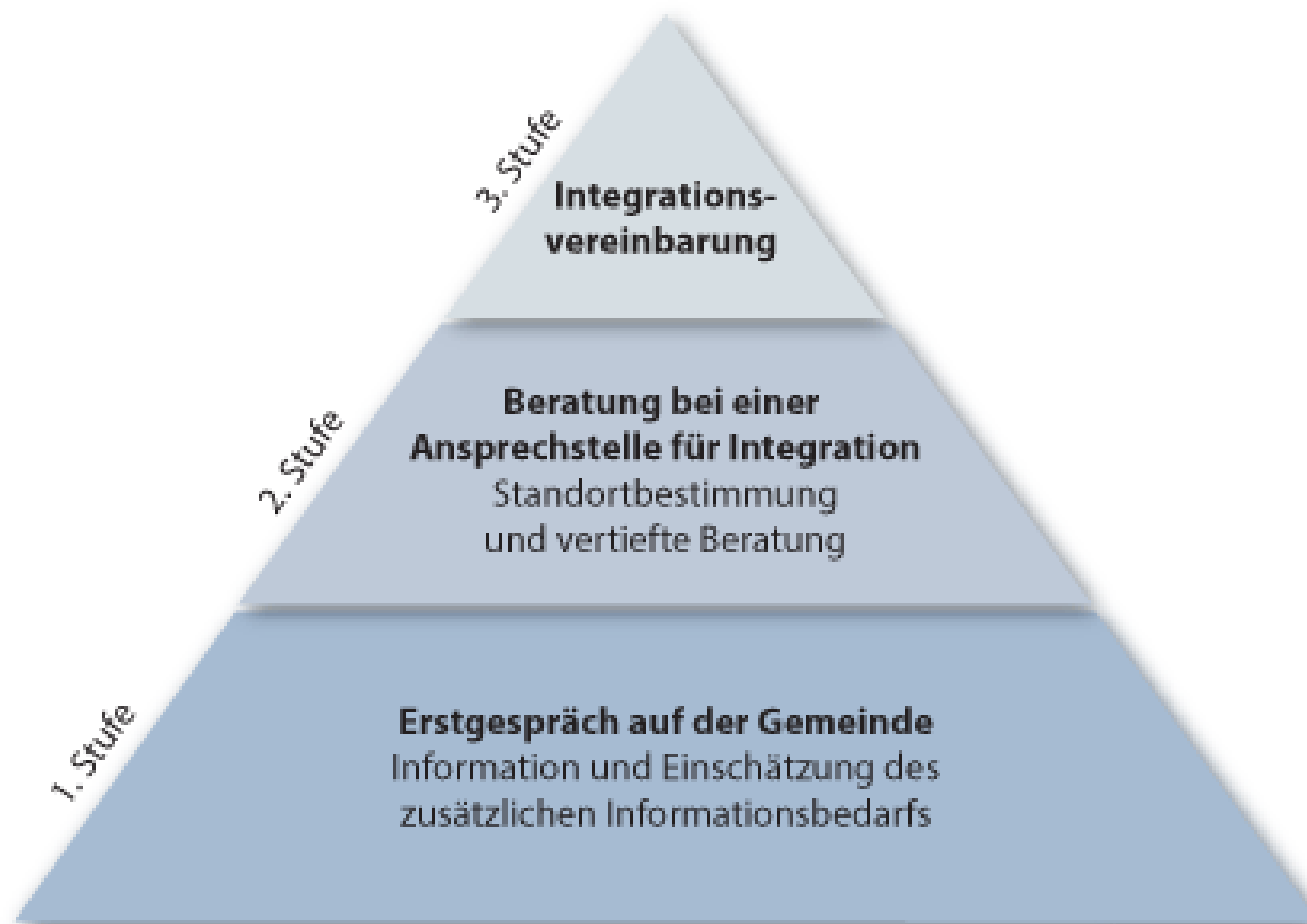 3. Stufe
Integrations-
vereinbarung
2. Stufe
Beratung bei einer
Ansprechstelle für Integration
Standortbestimmung
und vertiefte Beratung
1. Stufe
Erstgespräch auf der Gemeinde
Information und Einschätzung des
zusätzlichen Informationsbedarfs